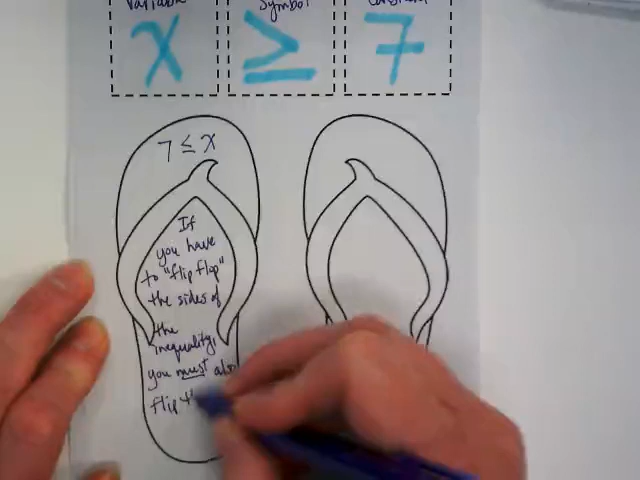 Variable Symbol Constant
x ≥ 7
7 ≤ x
If
you have
to "flip flop"
the sides of
the
inequality,
you must also
flip